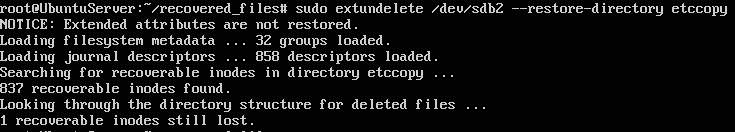 root@UbuntuServer:~/recovered_files# sudo extundelete /dev/sdb2 --restore-directory etccopy
NOTICE: Extended attributes are not restored.
Loading filesystem metadata ... 32 groups loaded.
Loading journal descriptors ... 858 descriptors loaded.
Searching for recoverable inodes in directory etccopy ...
837 recoverable inodes found.
Looking through the directory structure for deleted files ...
1 recoverable inodes still lost.